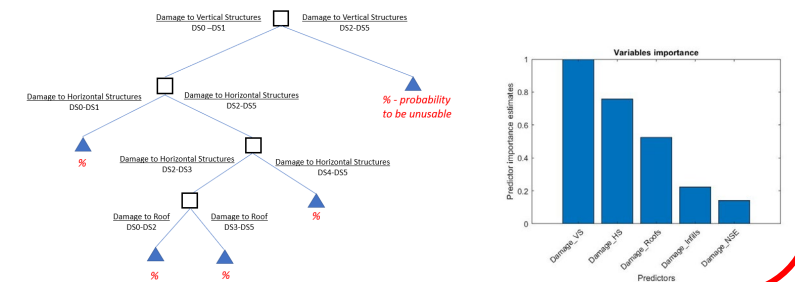 Damage to Vertical Structures
DS0 –DS1
Damage to Vertical Structures
DS2-DS5
Damage to Horizontal Structures
DS0-DS1
Damage to Horizontal Structures
DS2-DS5
% - probability
to be unusable
%
Damage to Horizontal Structures
DS2-DS3
Damage to Horizontal Structures
DS4-DS5
%
Damage to Roof
DS0-DS2
Damage to Roof
DS3-DS5
%
%
Variables importance
Predictor importance estimates
1
0.8
0.6
0.4
0.2
0
Damage_VS
Damage_HS
Damage_Roofs
Damage_Infills
Damage_NSE
Predictors